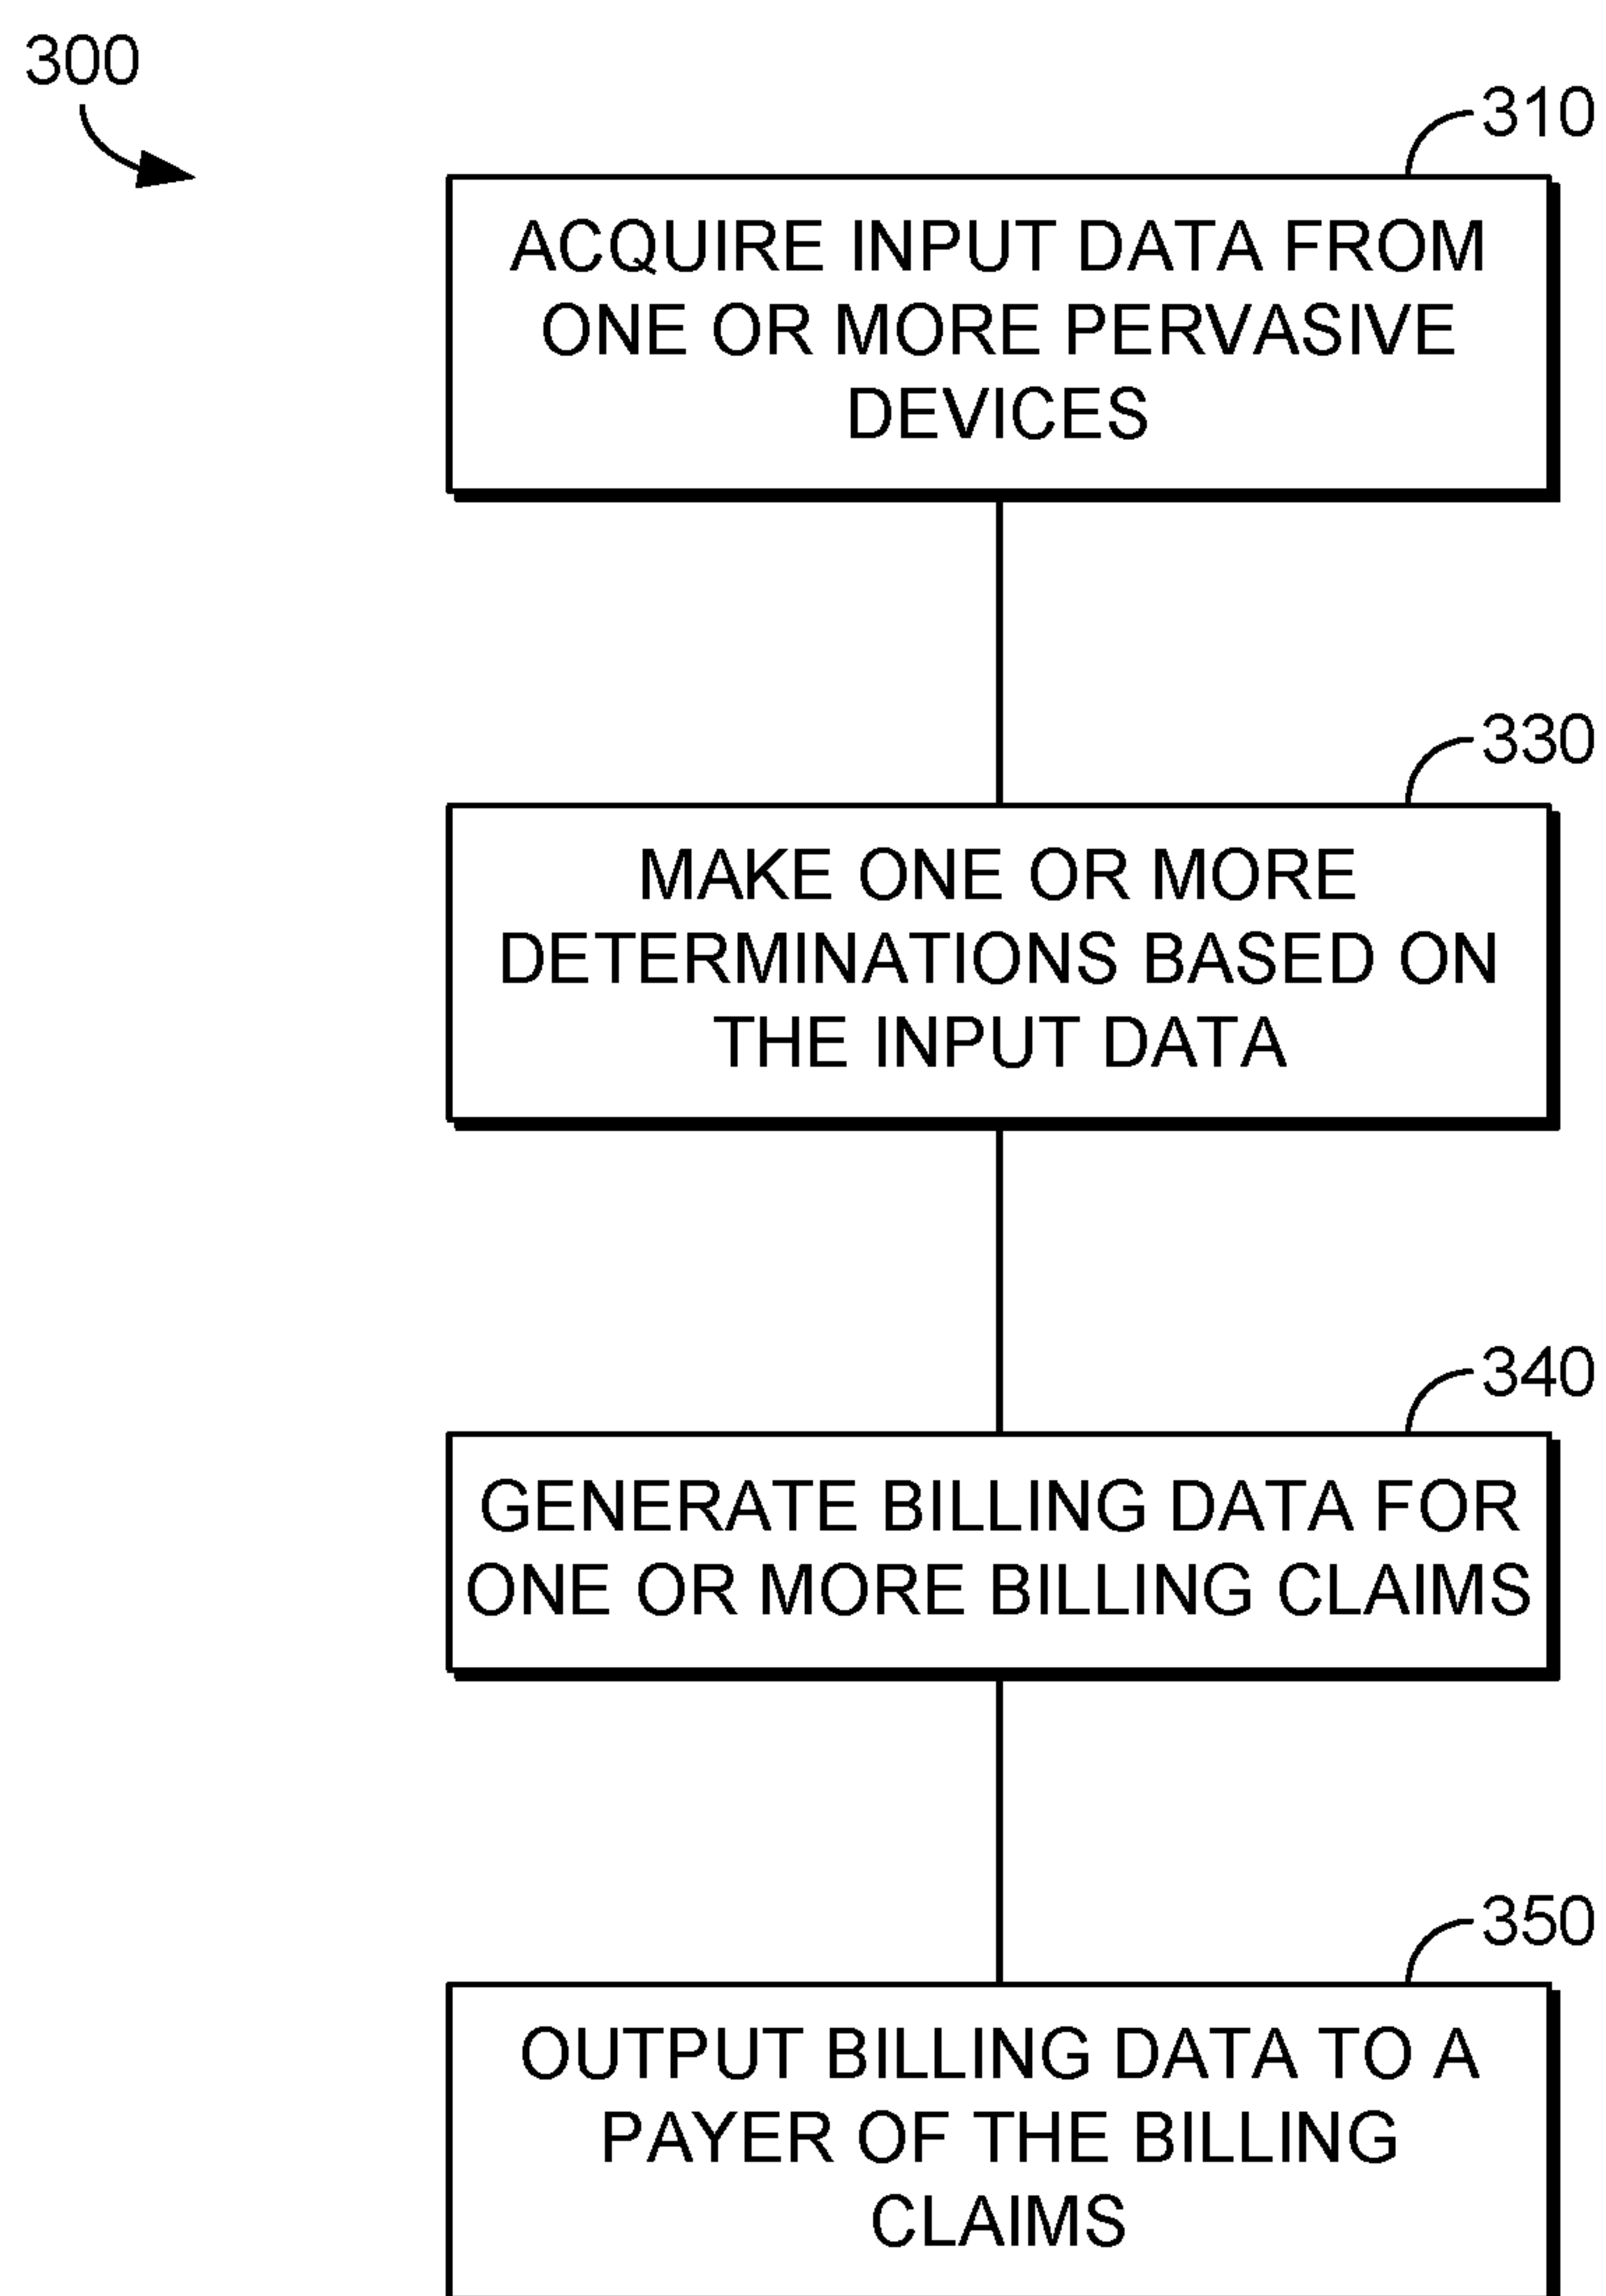 300
310
ACQUIRE INPUT DATA FROM
ONE OR MORE PERVASIVE
DEVICES
330
MAKE ONE OR MORE
DETERMINATIONS BASED ON
THE INPUT DATA
340
GENERATE BILLING DATA FOR
ONE OR MORE BILLING CLAIMS
350
OUTPUT BILLING DATA TO A
PAYER OF THE BILLING
CLAIMS